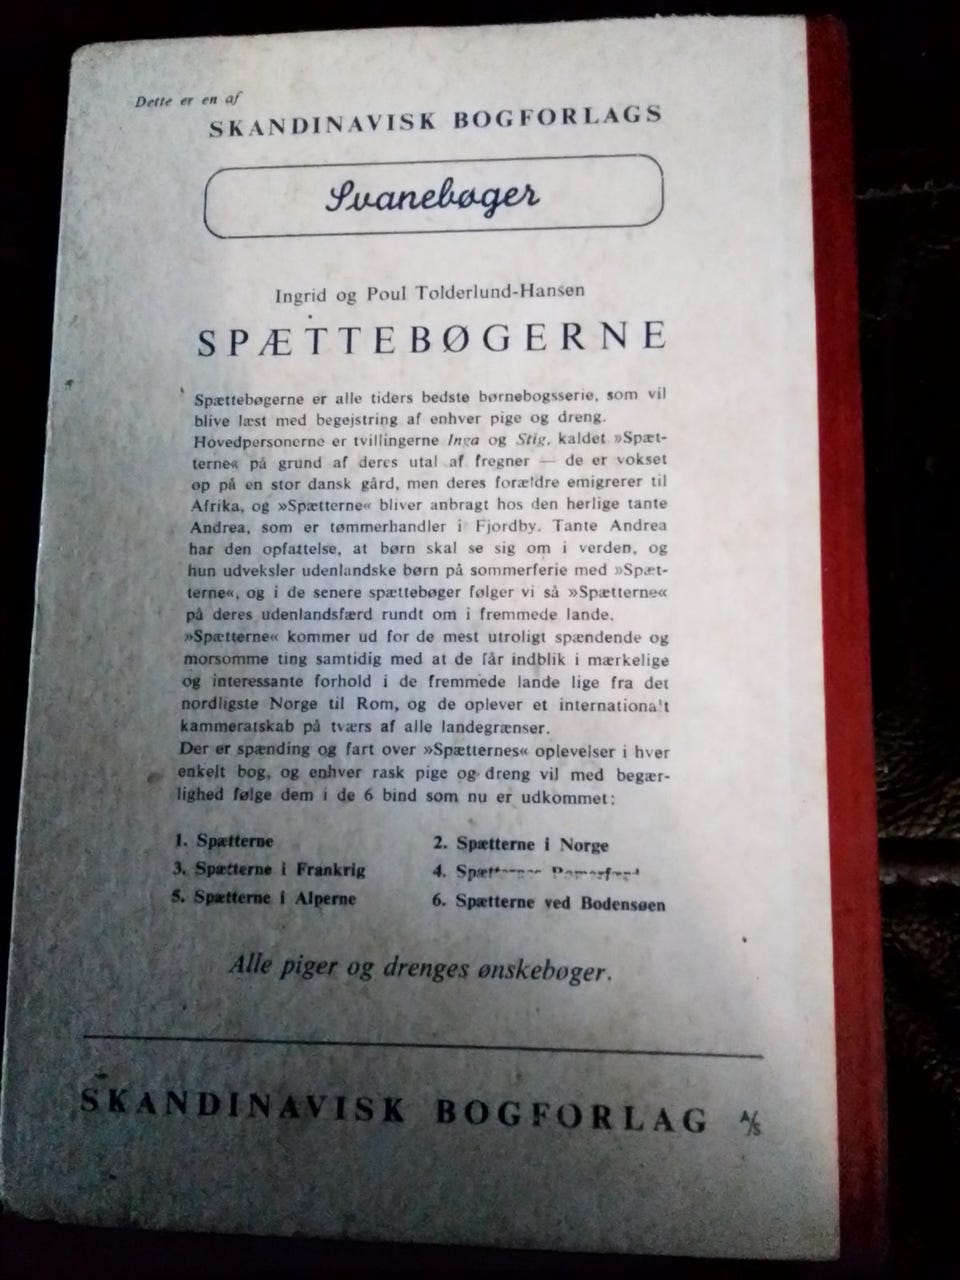 Dette er en af
SKANDINAVISK BOGFORLAGS
Svanebøger
Ingrid og Poul Tolderlund-Hansen
SPÆTTEBØGERNE
Spættebøgerne er alle tiders bedste børnebogsserie, som vil
blive læst med begejstring af enhver pige og dreng.
Hovedpersonerne er tvillingerne Inga og Stig, kaldet »Spæt-
terne« på grund af deres utal af fregner — de er vokset
op på en stor dansk gård, men deres forældre emigrerer til
Afrika, og »Spætterne« bliver anbragt hos den herlige tante
Andrea, som er tømmerhandler i Fjordby. Tante Andrea
har den opfattelse, at børn skal se sig om i verden, og
hun udveksler udenlandske børn på sommerferie med »Spæt-
terne«, og i de senere spættebøger følger vi så »Spætterne«
på deres udenlandsfærd rundt om i fremmede lande.
»Spætterne« kommer ud for de mest utroligt spændende og
morsomme ting samtidig med at de får indblik i mærkelige
og interessante forhold i de fremmede lande lige fra det
nordligste Norge til Rom, og de oplever et internationa't
kammeratskab på tværs af alle landegrænser.
Der er spænding og fart over »Spætternes« oplevelser i hver
enkelt bog, og enhver rask pige og dreng vil med begær-
lighed følge dem i de 6 bind som nu er udkommet:
1. Spætterne
2. Spætterne i Norge
3. Spætterne i Frankrig
4.
5. Spætterne i Alperne
6. Spætterne ved Bodensøen
Alle piger og drenges ønskebøger.
SKANDINAVISK BOGFORLAG A/S